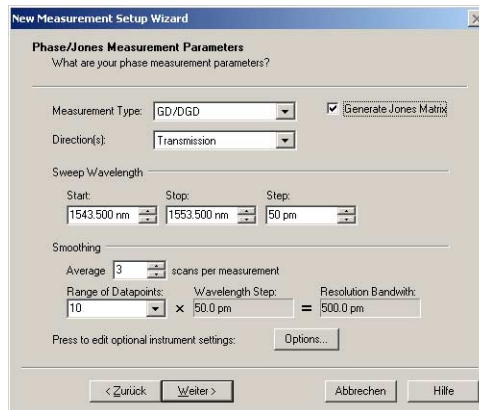 New Measurement Setup Wizard
Phase/Jones Measurement Parameters
What are your phase measurement parameters?
Measurement Type: GD/DGD Generate Jones Matrix
Direction(s): Transmission
Sweep Wavelength
Start: Stop: Step:
1543.500 nm 1553.500 nm 50 pm
Smoothing
Average 3 scans per measurement
Range of Datapoints: Wavelength Step: Resolution Bandwith:
10 × 50.0 pm = 500.0 pm
Press to edit optional instrument settings: Options...
< Zurück Weiter > Abbrechen Hilfe